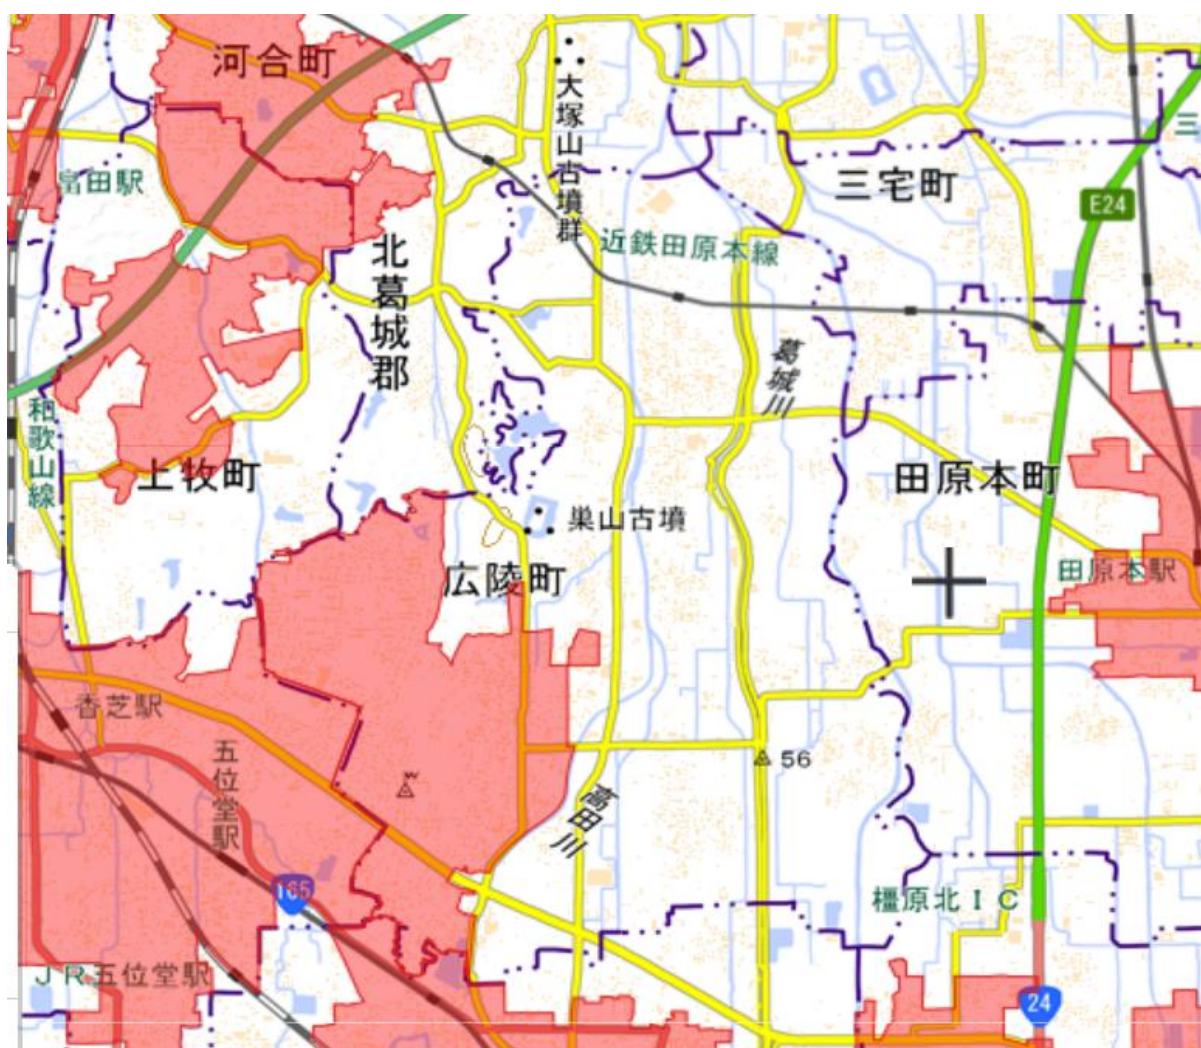 河合町
大塚山古墳群
三
畠田駅
三宅町
E24
北葛城郡
近鉄田原本線
葛城川
和歌山線
上牧町
田原本町
巣山古墳
広陵町
田原本駅
香芝駅
五位堂駅
56
高田川
165
橿原北IC
JR五位堂駅
24